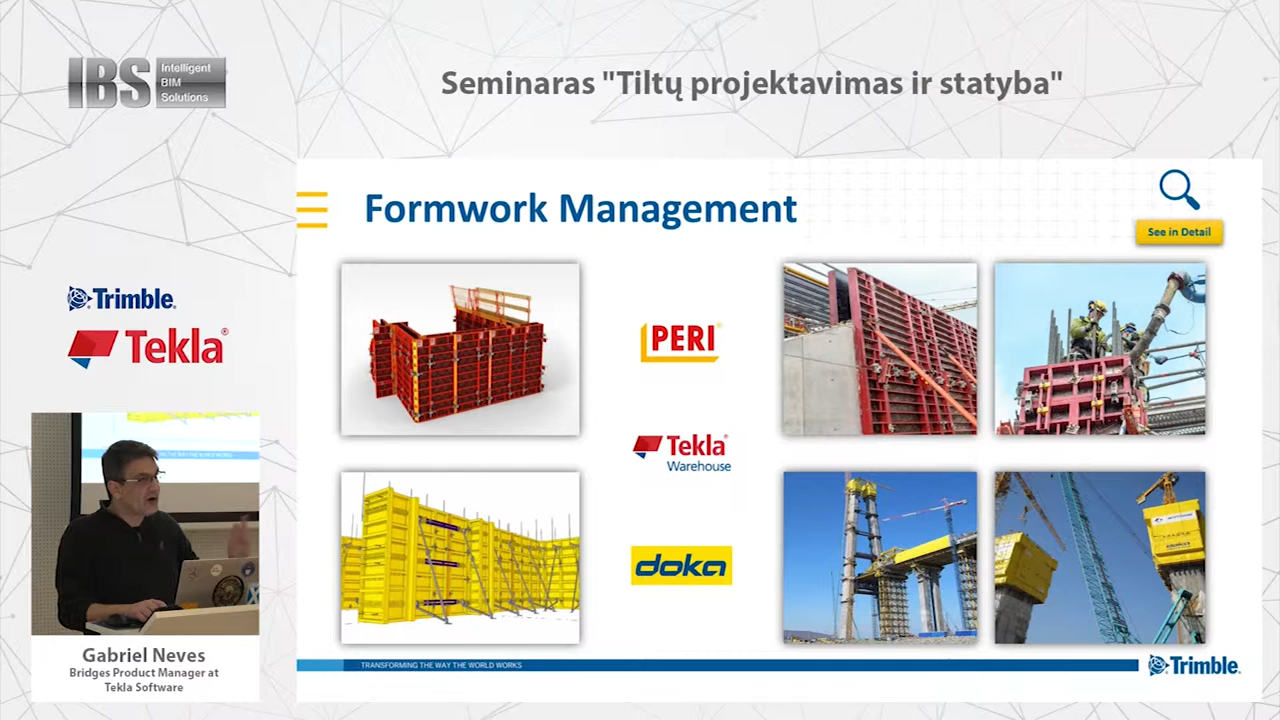 IBS
Intelligent
BIM
Solutions
Seminaras "Tiltų projektavimas ir statyba"
Formwork Management
See in Detail
Trimble®
Tekla®
PERI®
Tekla®
Warehouse
doka
Gabriel Neves
Bridges Product Manager at
Tekla Software
TRANSFORMING THE WAY THE WORLD WORKS
Trimble®